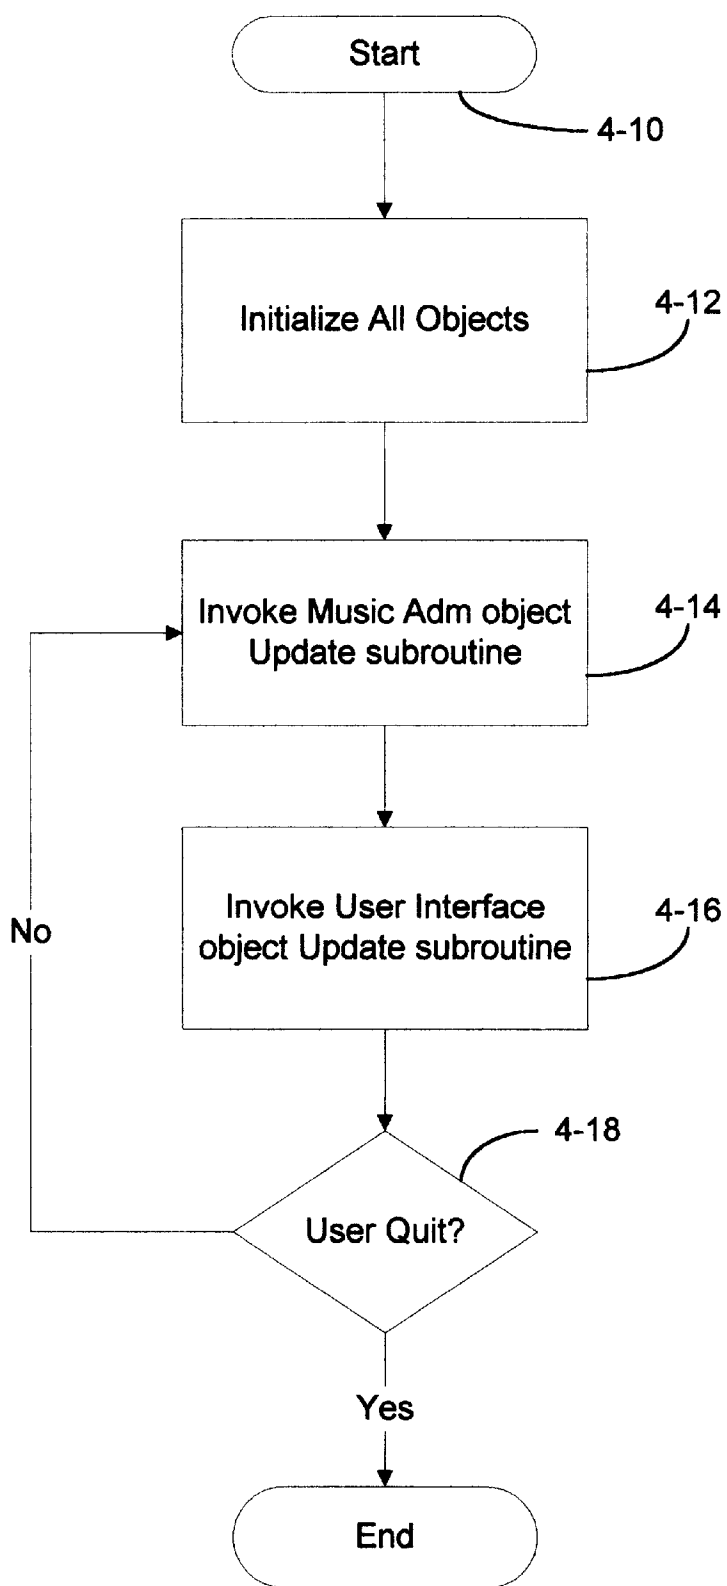 Start
4-10
Initialize All Objects
4-12
Invoke Music Adm object
Update subroutine
4-14
Invoke User Interface
object Update subroutine
4-16
No
4-18
User Quit?
Yes
End